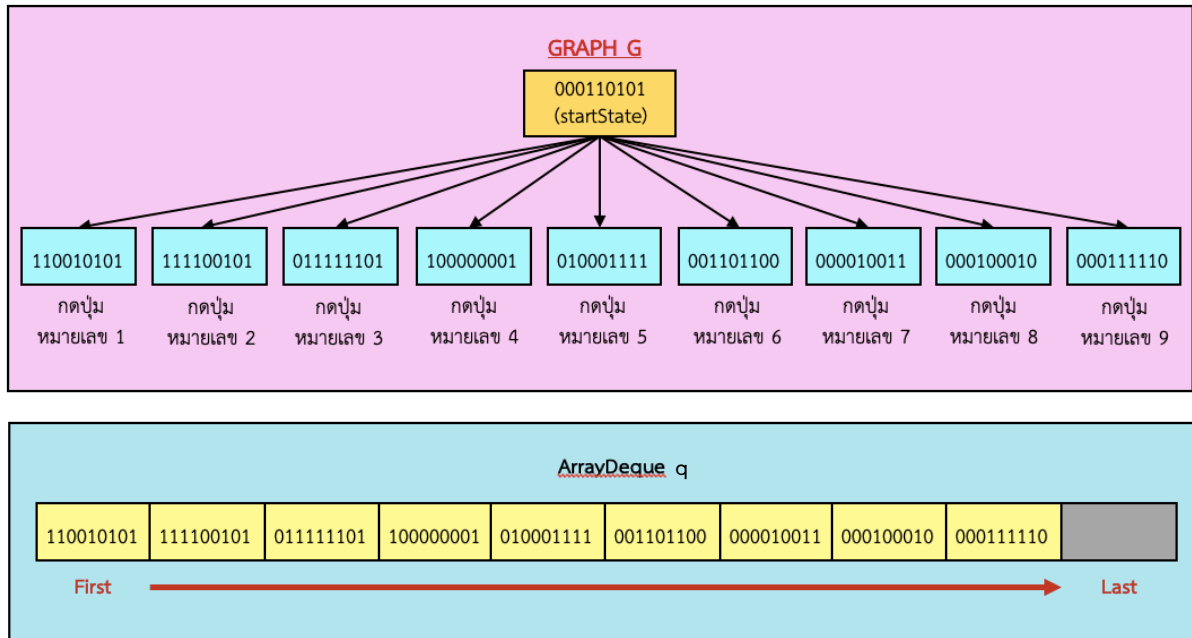 GRAPH G
000110101
(startState)
110010101 111100101 011111101 100000001 010001111 001101100 000010011 000100010 000111110
กดปุ่ม กดปุ่ม กดปุ่ม กดปุ่ม กดปุ่ม กดปุ่ม กดปุ่ม กดปุ่ม กดปุ่ม
หมายเลข 1 หมายเลข 2 หมายเลข 3 หมายเลข 4 หมายเลข 5 หมายเลข 6 หมายเลข 7 หมายเลข 8 หมายเลข 9
ArrayDeque q
110010101 111100101 011111101 100000001 010001111 001101100 000010011 000100010 000111110
First Last